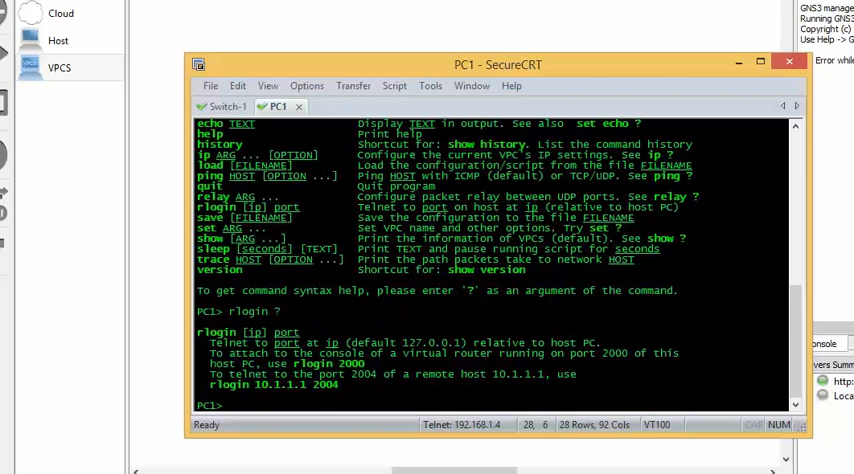 Cloud
Host
VPCS
GNS3 manage
Running GNS3
Copyright (c)
Use Help -> G
Error while
PC1 - SecureCRT
File Edit View Options Transfer Script Tools Window Help
Switch-1 PC1
echo TEXT Display TEXT in output. See also set echo ?
help Print help
history Shortcut for: show history. List the command history
ip ARG ... [OPTION] Configure the current VPC's IP settings. See ip ?
load [FILENAME] Load the configuration/script from the file FILENAME
ping HOST [OPTION ...] Ping HOST with ICMP (default) or TCP/UDP. See ping ?
quit Quit program
relay ARG ... Configure packet relay between UDP ports. See relay ?
rlogin [ip] port Telnet to port on host at ip (relative to host PC)
save [FILENAME] Save the configuration to the file FILENAME
set ARG ... Set VPC name and other options. Try set ?
show [ARG ...] Print the information of VPCs (default). See show ?
sleep [seconds] [TEXT] Print TEXT and pause running script for seconds
trace HOST [OPTION ...] Print the path packets take to network HOST
version Shortcut for: show version
To get command syntax help, please enter '?' as an argument of the command.
PC1> rlogin ?
rlogin [ip] port
Telnet to port at ip (default 127.0.0.1) relative to host PC.
To attach to the console of a virtual router running on port 2000 of this
host PC, use rlogin 2000
To telnet to the port 2004 of a remote host 10.1.1.1, use
rlogin 10.1.1.1 2004
PC1>
Ready Telnet: 192.168.1.4 28, 6 28 Rows, 92 Cols VT100 CAP NUM
onsole
rvers Summ
http:
Loca